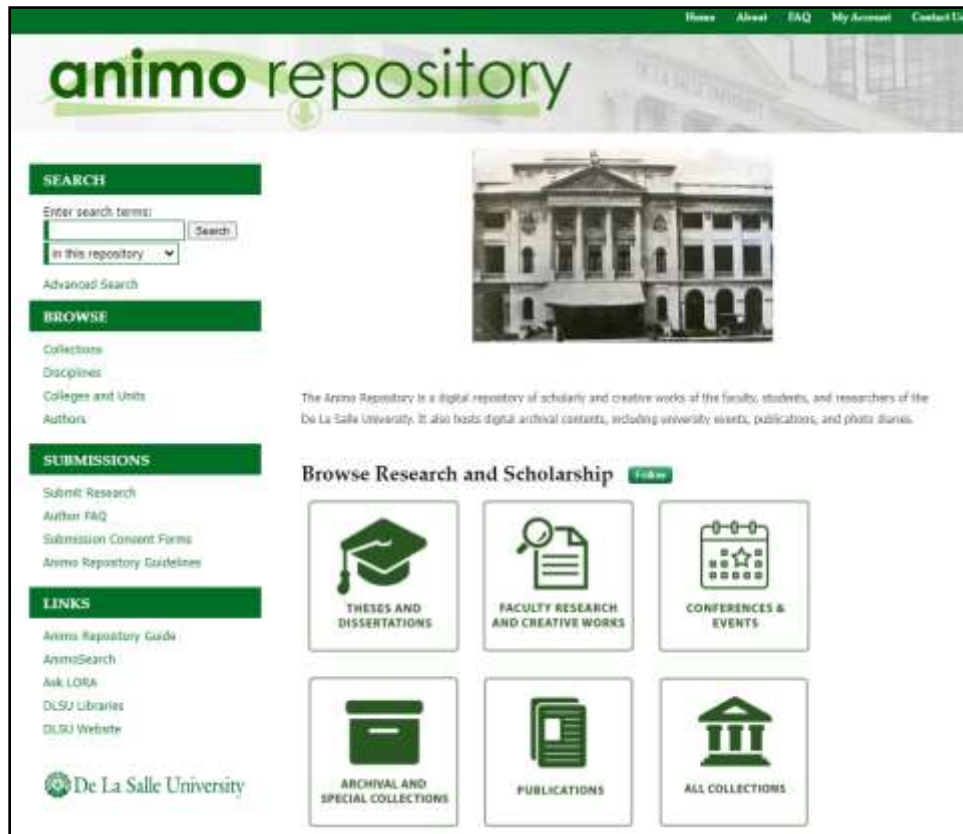 Home About FAQ My Account Contact Us
animo repository
SEARCH
Enter search terms:
Search
in this repository
Advanced Search
BROWSE
Collections
Disciplines
Colleges and Units
Authors
SUBMISSIONS
Submit Research
Author FAQ
Submission Consent Forms
Animo Repository Guidelines
LINKS
Animo Repository Guide
AnimoSearch
Ask LORA
DLSU Libraries
DLSU Website
De La Salle University
The Animo Repository is a digital repository of scholarly and creative works of the faculty, students, and researchers of the
De La Salle University. It also hosts digital archival contents, including university events, publications, and photo diaries.
Browse Research and Scholarship Follow
THESES AND
DISSERTATIONS
FACULTY RESEARCH
AND CREATIVE WORKS
CONFERENCES &
EVENTS
ARCHIVAL AND
SPECIAL COLLECTIONS
PUBLICATIONS
ALL COLLECTIONS